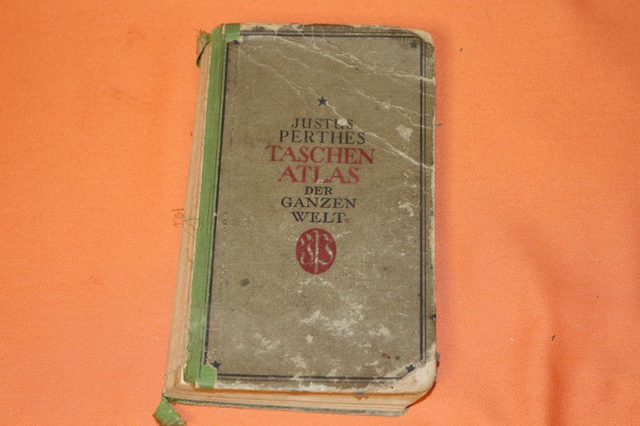 JUSTUS
PERTHES
TASCHEN
ATLAS
DER
GANZEN
WELT